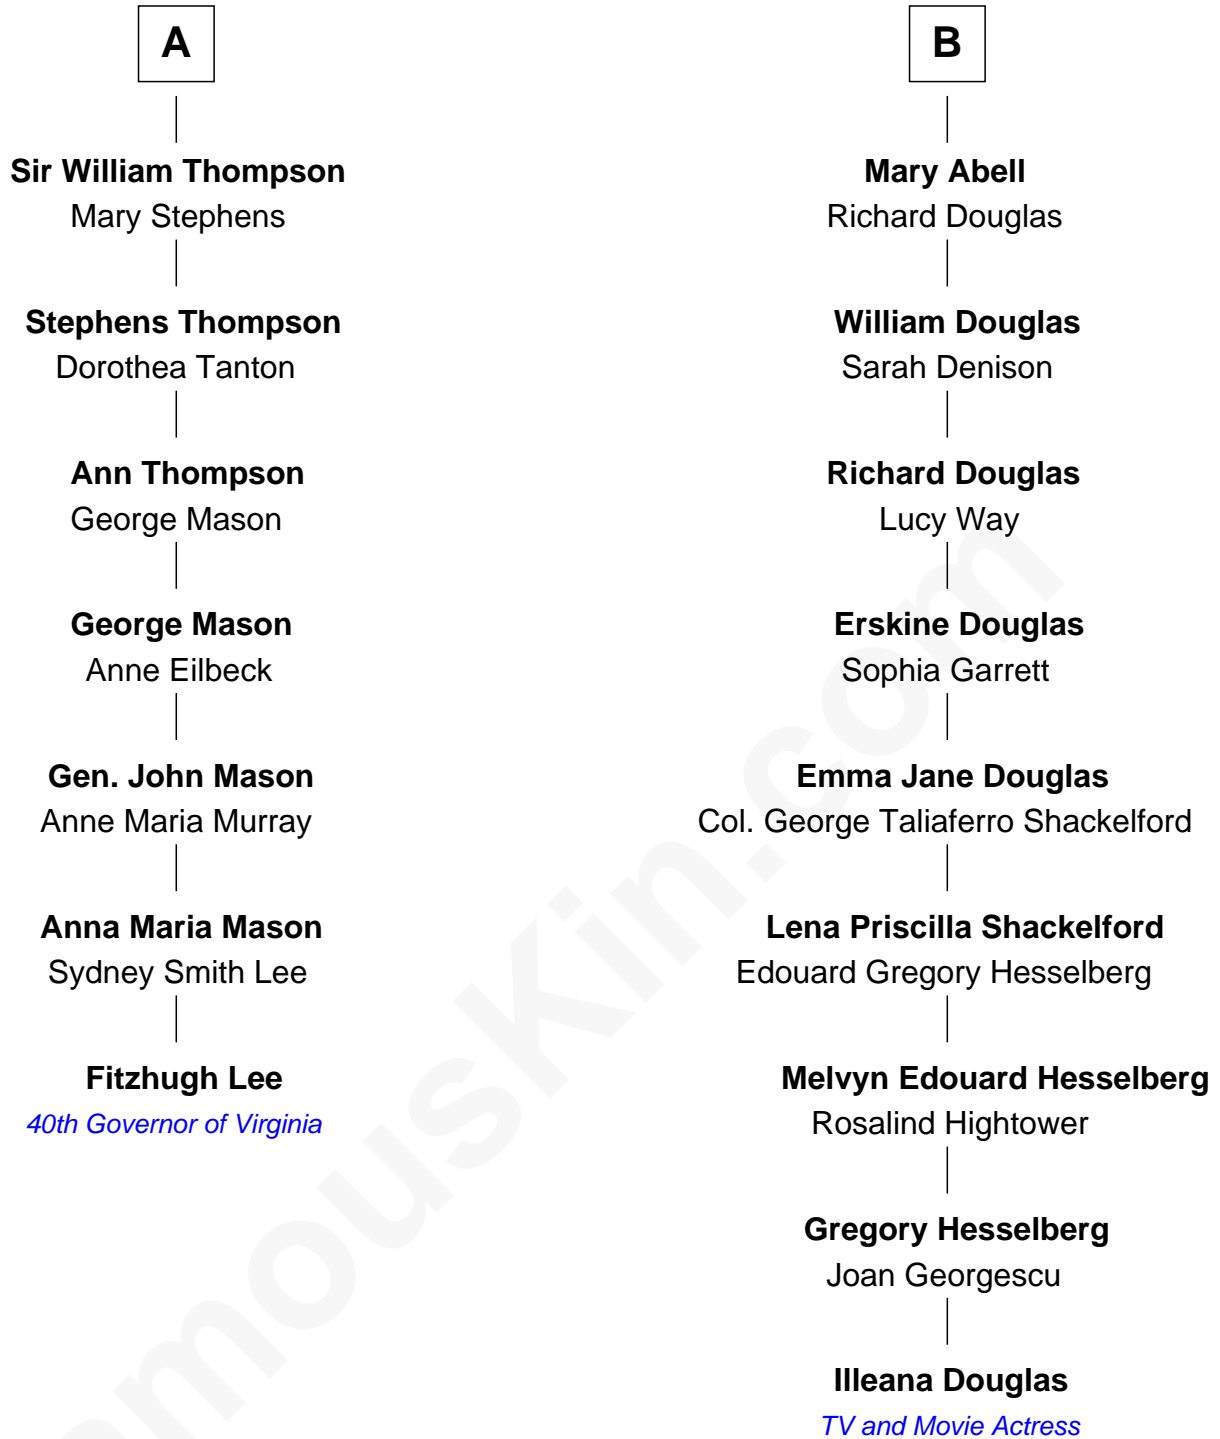 A
Sir William Thompson
Mary Stephens
Stephens Thompson
Dorothea Tanton
Ann Thompson
George Mason
George Mason
Anne Eilbeck
Gen. John Mason
Anne Maria Murray
Anna Maria Mason
Sydney Smith Lee
Fitzhugh Lee
40th Governor of Virginia
B
Mary Abell
Richard Douglas
William Douglas
Sarah Denison
Richard Douglas
Lucy Way
Erskine Douglas
Sophia Garrett
Emma Jane Douglas
Col. George Taliaferro Shackelford
Lena Priscilla Shackelford
Edouard Gregory Hesselberg
Melvyn Edouard Hesselberg
Rosalind Hightower
Gregory Hesselberg
Joan Georgescu
Illeana Douglas
TV and Movie Actress
amousKin.com